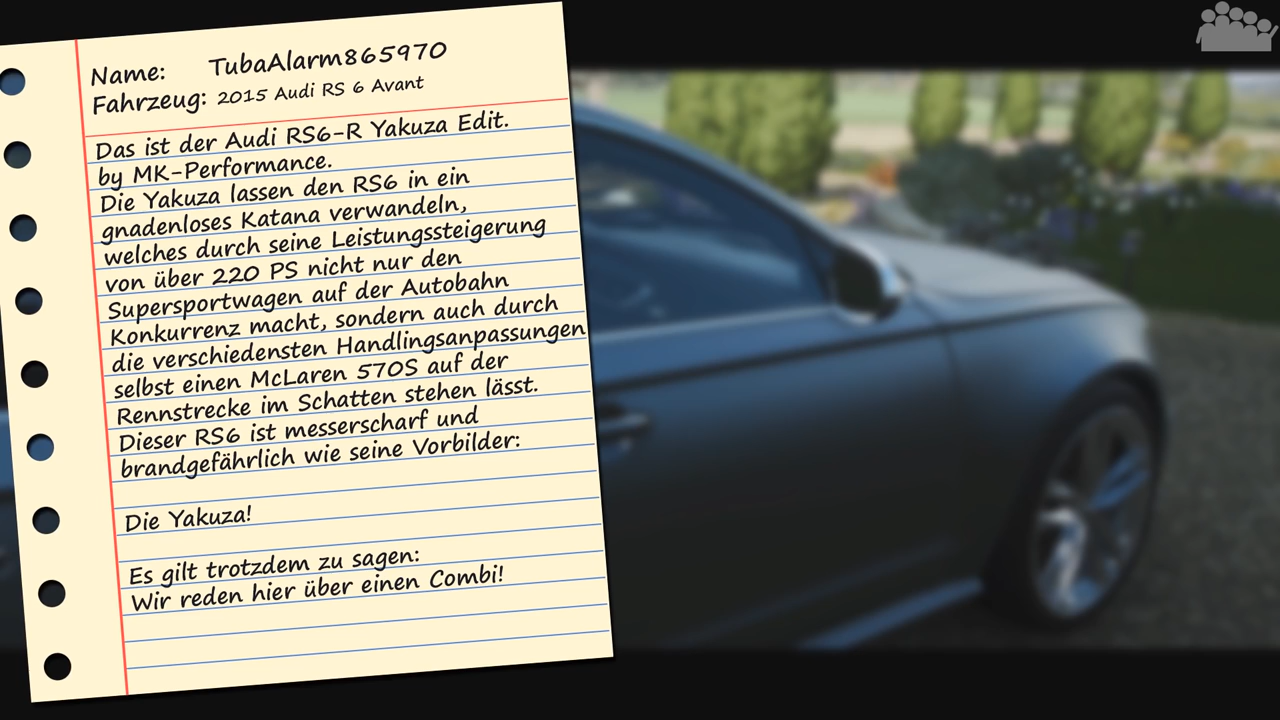 Name: TubaAlarm865970
Fahrzeug: 2015 Audi RS 6 Avant
Das ist der Audi RS6-R Yakuza Edit.
by MK-Performance.
Die Yakuza lassen den RS6 in ein
gnadenloses Katana verwandeln,
welches durch seine Leistungssteigerung
von über 220 PS nicht nur den
Supersportwagen auf der Autobahn
Konkurrenz macht, sondern auch durch
die verschiedensten Handlingsanpassungen
selbst einen McLaren 570S auf der
Rennstrecke im Schatten stehen lässt.
Dieser RS6 ist messerscharf und
brandgefährlich wie seine Vorbilder:
Die Yakuza!
Es gilt trotzdem zu sagen:
Wir reden hier über einen Combi!